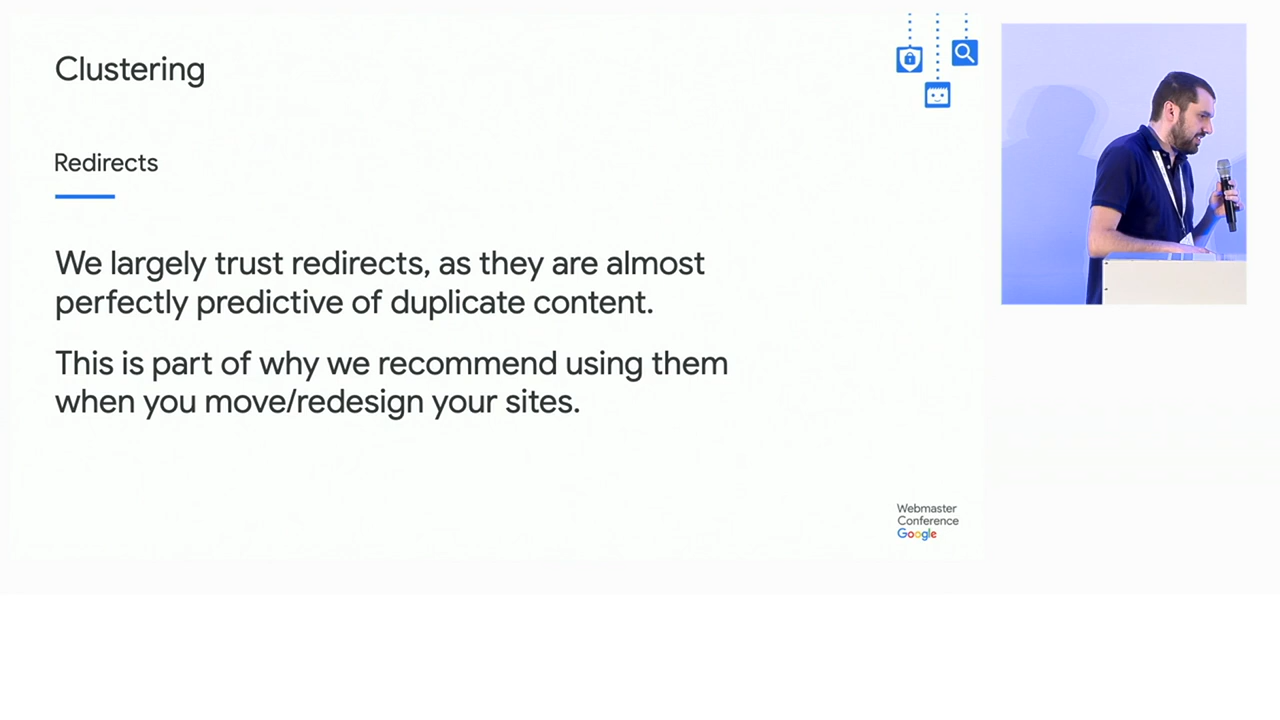 Clustering
Redirects
We largely trust redirects, as they are almost
perfectly predictive of duplicate content.
This is part of why we recommend using them
when you move/redesign your sites.
Webmaster
Conference
Google